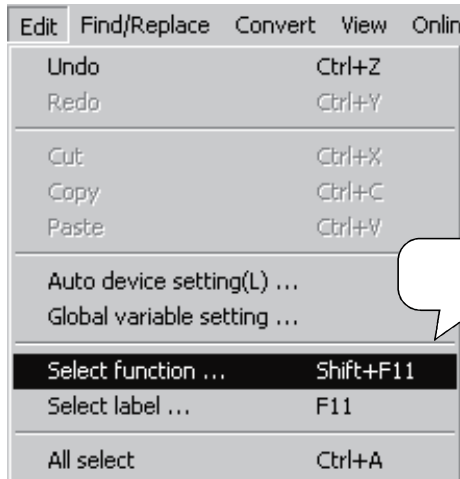 Edit Find/Replace Convert View Onlin
Undo Ctrl+Z
Redo Ctrl+Y
Cut Ctrl+X
Copy Ctrl+C
Paste Ctrl+V
Auto device setting(L) ...
Global variable setting ...
Select function ... Shift+F11
Select label ... F11
All select Ctrl+A